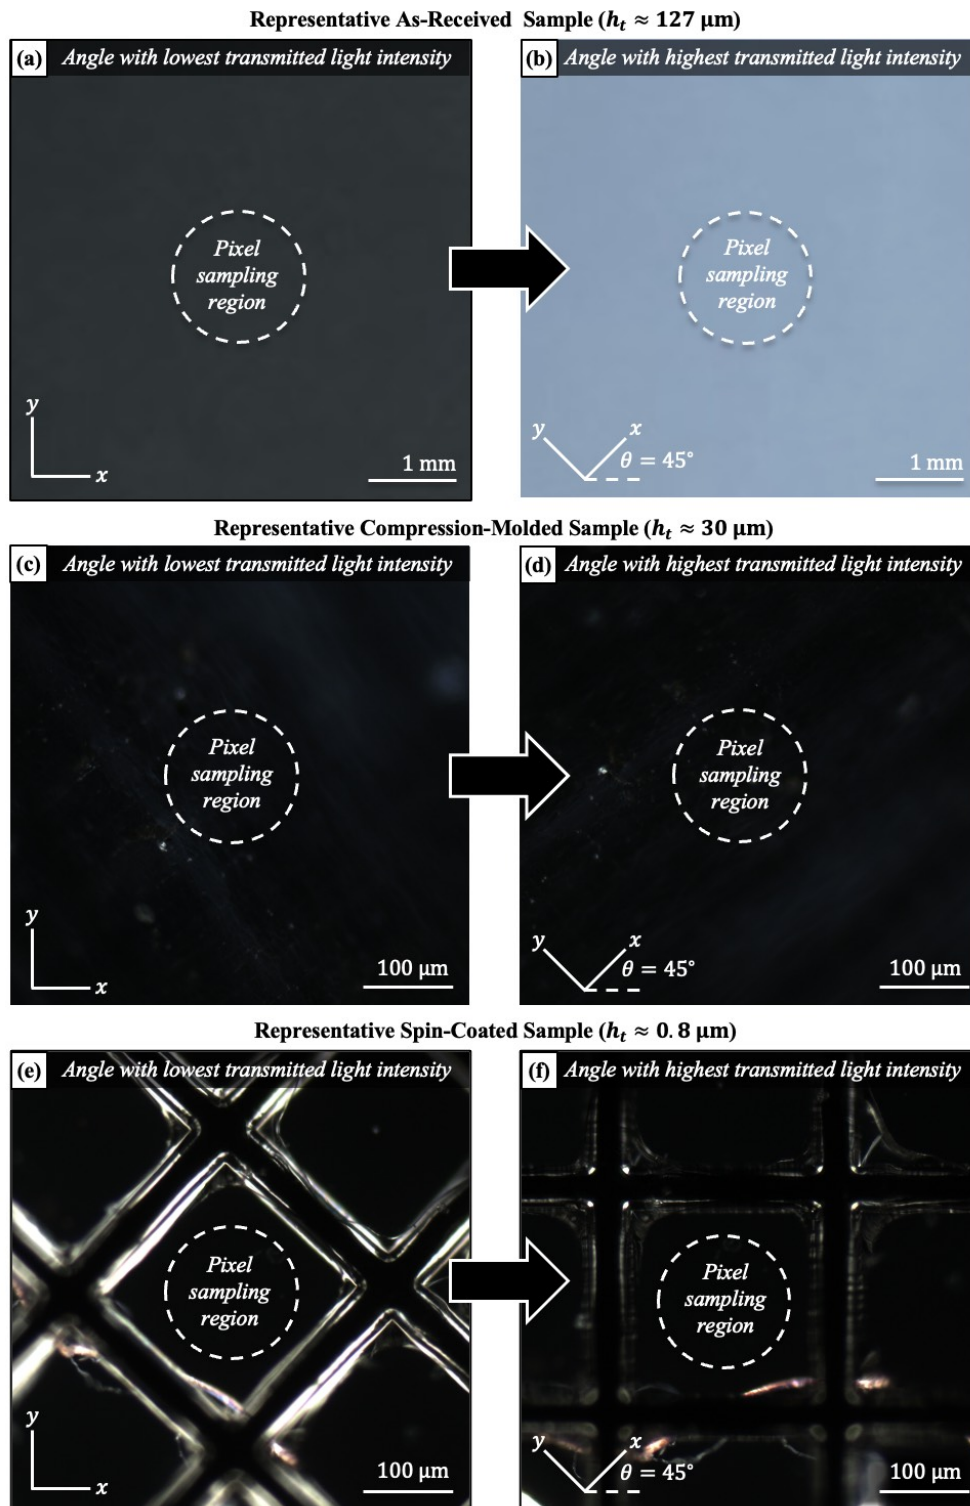 Representative As-Received Sample (h_t ≈ 127 μm)
(a) Angle with lowest transmitted light intensity
(b) Angle with highest transmitted light intensity
Pixel
sampling
region
Pixel
sampling
region
y
x
1 mm
y
x
θ = 45°
1 mm
Representative Compression-Molded Sample (h_t ≈ 30 μm)
(c) Angle with lowest transmitted light intensity
(d) Angle with highest transmitted light intensity
Pixel
sampling
region
Pixel
sampling
region
y
x
100 μm
y
x
θ = 45°
100 μm
Representative Spin-Coated Sample (h_t ≈ 0.8 μm)
(e) Angle with lowest transmitted light intensity
(f) Angle with highest transmitted light intensity
Pixel
sampling
region
Pixel
sampling
region
y
x
100 μm
y
x
θ = 45°
100 μm